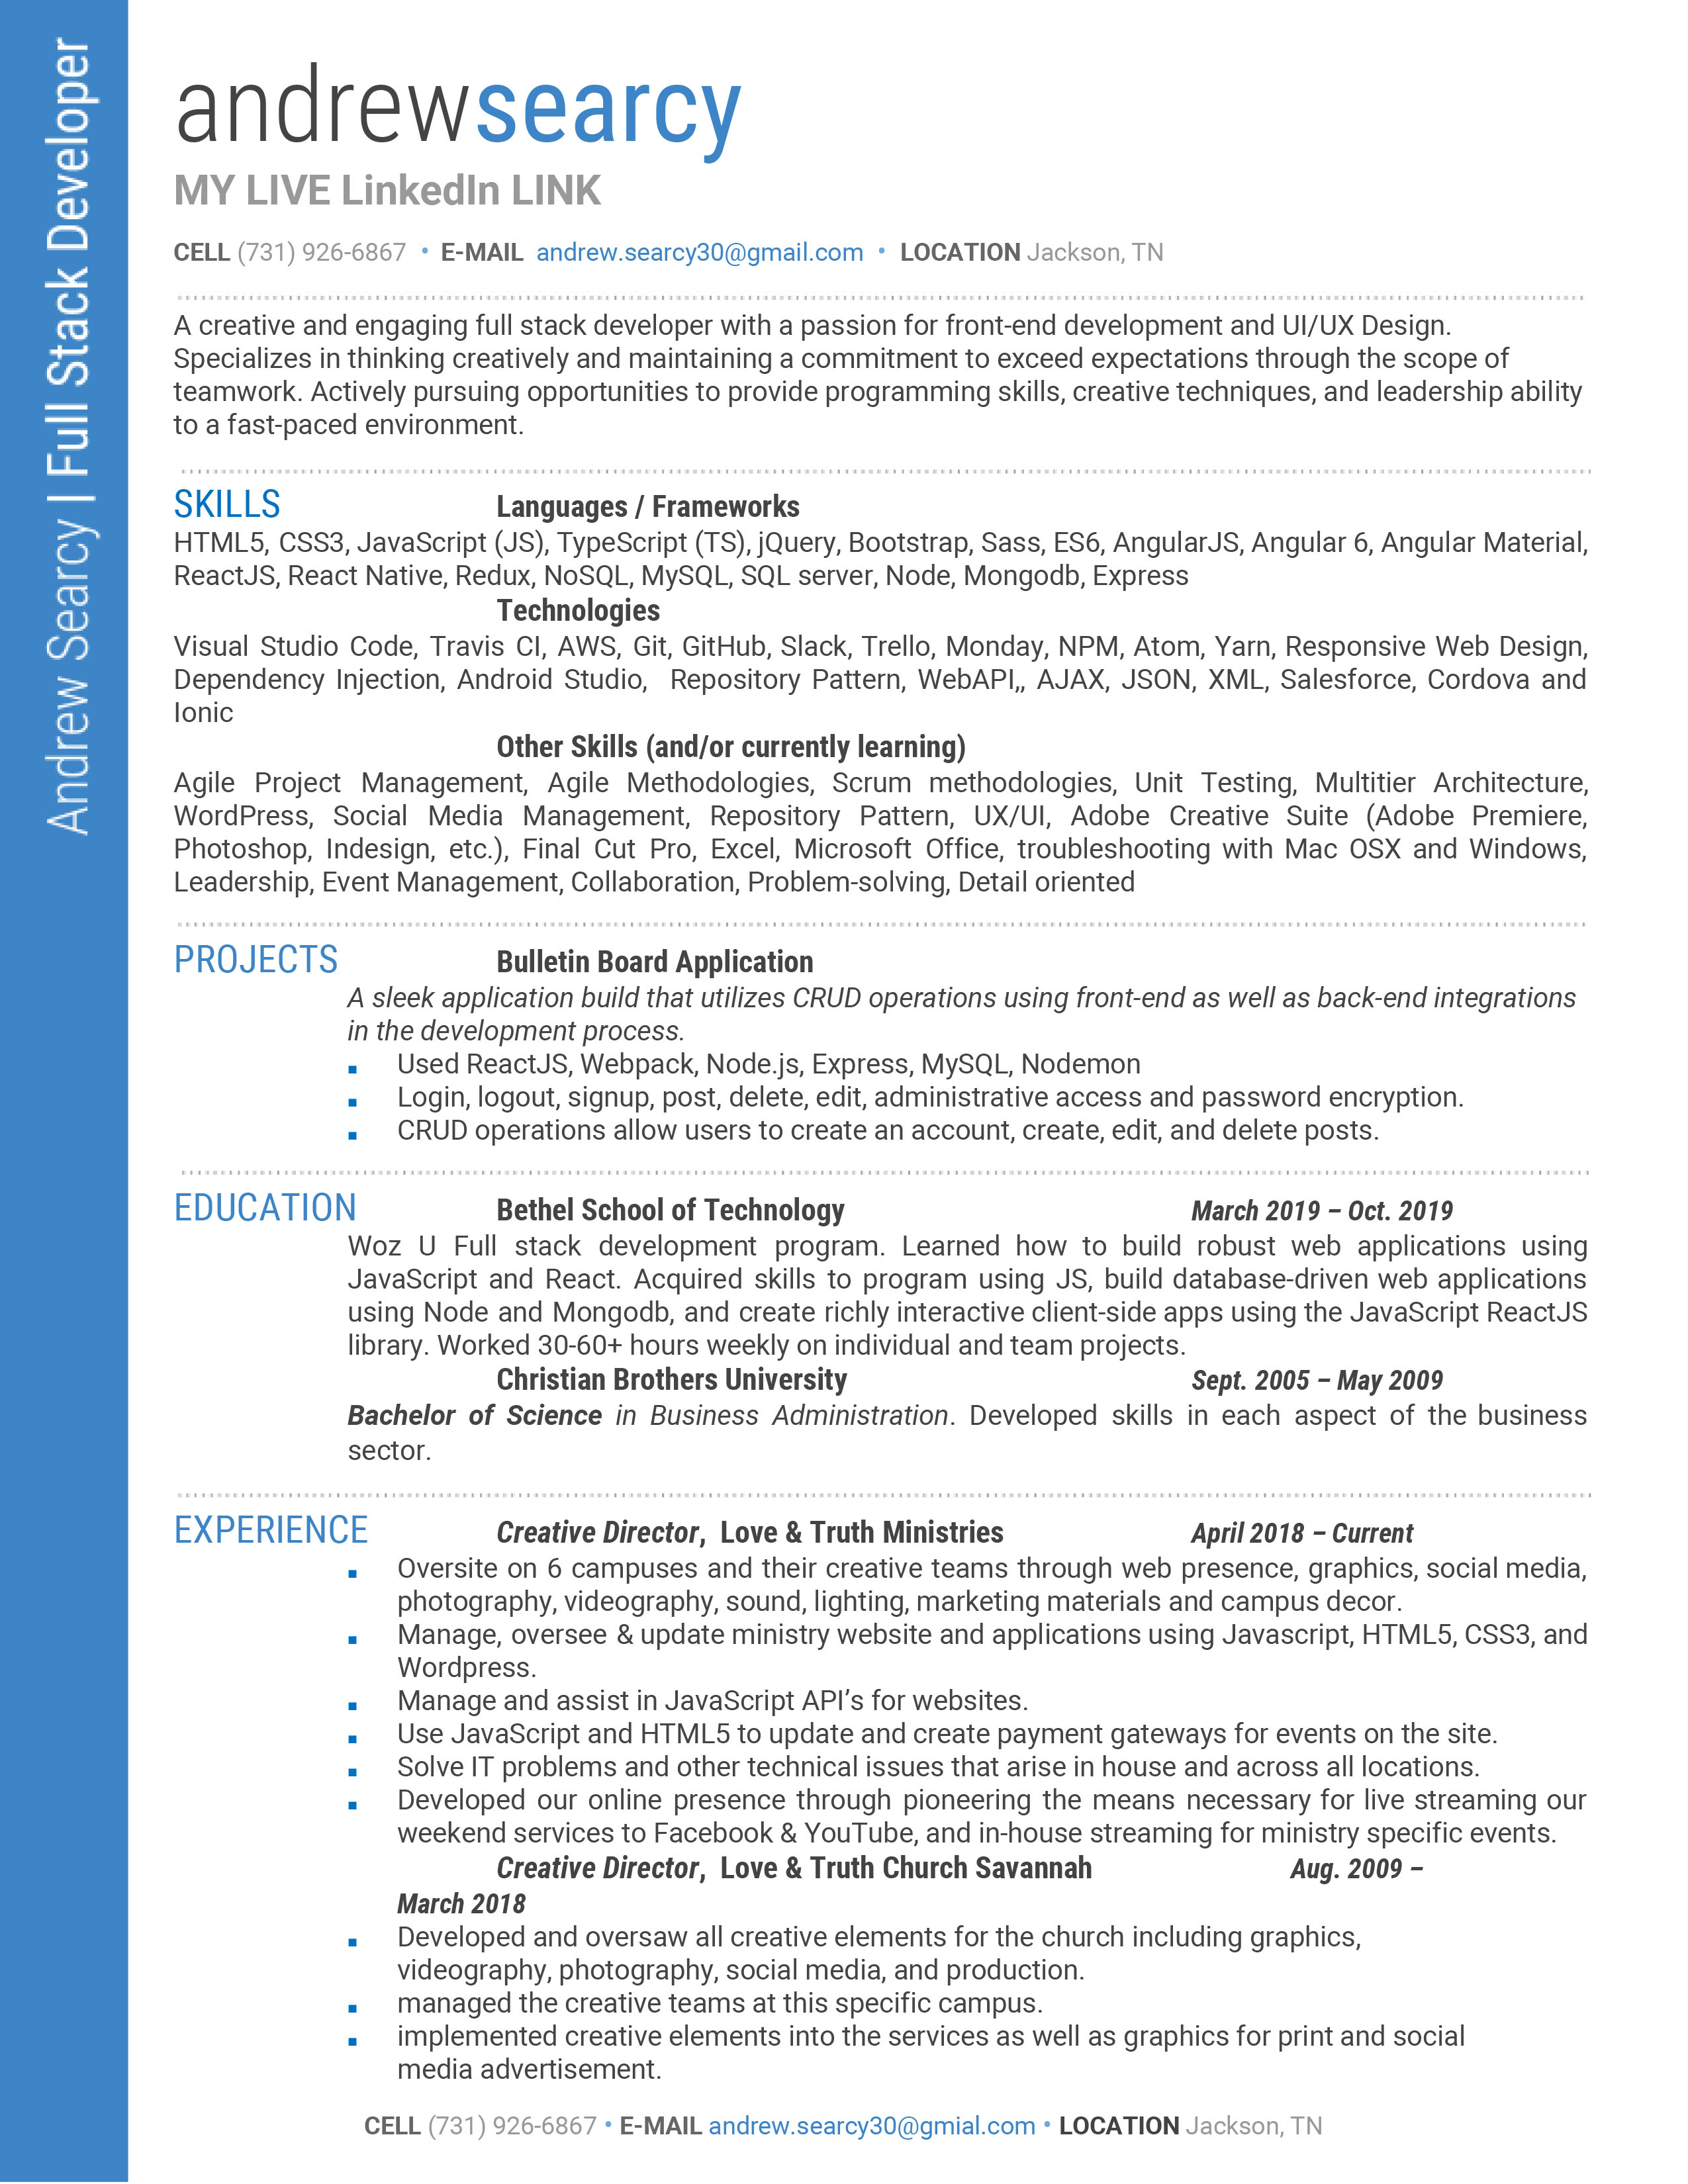 Andrew Searcy | Full Stack Developer
andrewsearcy
MY LIVE LinkedIn LINK
CELL (731) 926-6867 • E-MAIL andrew.searcy30@gmail.com • LOCATION Jackson, TN
A creative and engaging full stack developer with a passion for front-end development and UI/UX Design.
Specializes in thinking creatively and maintaining a commitment to exceed expectations through the scope of
teamwork. Actively pursuing opportunities to provide programming skills, creative techniques, and leadership ability
to a fast-paced environment.
SKILLS Languages / Frameworks
HTML5, CSS3, JavaScript (JS), TypeScript (TS), jQuery, Bootstrap, Sass, ES6, AngularJS, Angular 6, Angular Material,
ReactJS, React Native, Redux, NoSQL, MySQL, SQL server, Node, Mongodb, Express
Technologies
Visual Studio Code, Travis CI, AWS, Git, GitHub, Slack, Trello, Monday, NPM, Atom, Yarn, Responsive Web Design,
Dependency Injection, Android Studio, Repository Pattern, WebAPI,, AJAX, JSON, XML, Salesforce, Cordova and
Ionic
Other Skills (and/or currently learning)
Agile Project Management, Agile Methodologies, Scrum methodologies, Unit Testing, Multitier Architecture,
WordPress, Social Media Management, Repository Pattern, UX/UI, Adobe Creative Suite (Adobe Premiere,
Photoshop, Indesign, etc.), Final Cut Pro, Excel, Microsoft Office, troubleshooting with Mac OSX and Windows,
Leadership, Event Management, Collaboration, Problem-solving, Detail oriented
PROJECTS Bulletin Board Application
A sleek application build that utilizes CRUD operations using front-end as well as back-end integrations
in the development process.
▪ Used ReactJS, Webpack, Node.js, Express, MySQL, Nodemon
▪ Login, logout, signup, post, delete, edit, administrative access and password encryption.
▪ CRUD operations allow users to create an account, create, edit, and delete posts.
EDUCATION Bethel School of Technology March 2019 – Oct. 2019
Woz U Full stack development program. Learned how to build robust web applications using
JavaScript and React. Acquired skills to program using JS, build database-driven web applications
using Node and Mongodb, and create richly interactive client-side apps using the JavaScript ReactJS
library. Worked 30-60+ hours weekly on individual and team projects.
Christian Brothers University Sept. 2005 – May 2009
Bachelor of Science in Business Administration. Developed skills in each aspect of the business
sector.
EXPERIENCE Creative Director, Love & Truth Ministries April 2018 – Current
▪ Oversite on 6 campuses and their creative teams through web presence, graphics, social media,
photography, videography, sound, lighting, marketing materials and campus decor.
▪ Manage, oversee & update ministry website and applications using Javascript, HTML5, CSS3, and
Wordpress.
▪ Manage and assist in JavaScript API’s for websites.
▪ Use JavaScript and HTML5 to update and create payment gateways for events on the site.
▪ Solve IT problems and other technical issues that arise in house and across all locations.
▪ Developed our online presence through pioneering the means necessary for live streaming our
weekend services to Facebook & YouTube, and in-house streaming for ministry specific events.
Creative Director, Love & Truth Church Savannah Aug. 2009 –
March 2018
▪ Developed and oversaw all creative elements for the church including graphics,
videography, photography, social media, and production.
▪ managed the creative teams at this specific campus.
▪ implemented creative elements into the services as well as graphics for print and social
media advertisement.
CELL (731) 926-6867 • E-MAIL andrew.searcy30@gmial.com • LOCATION Jackson, TN